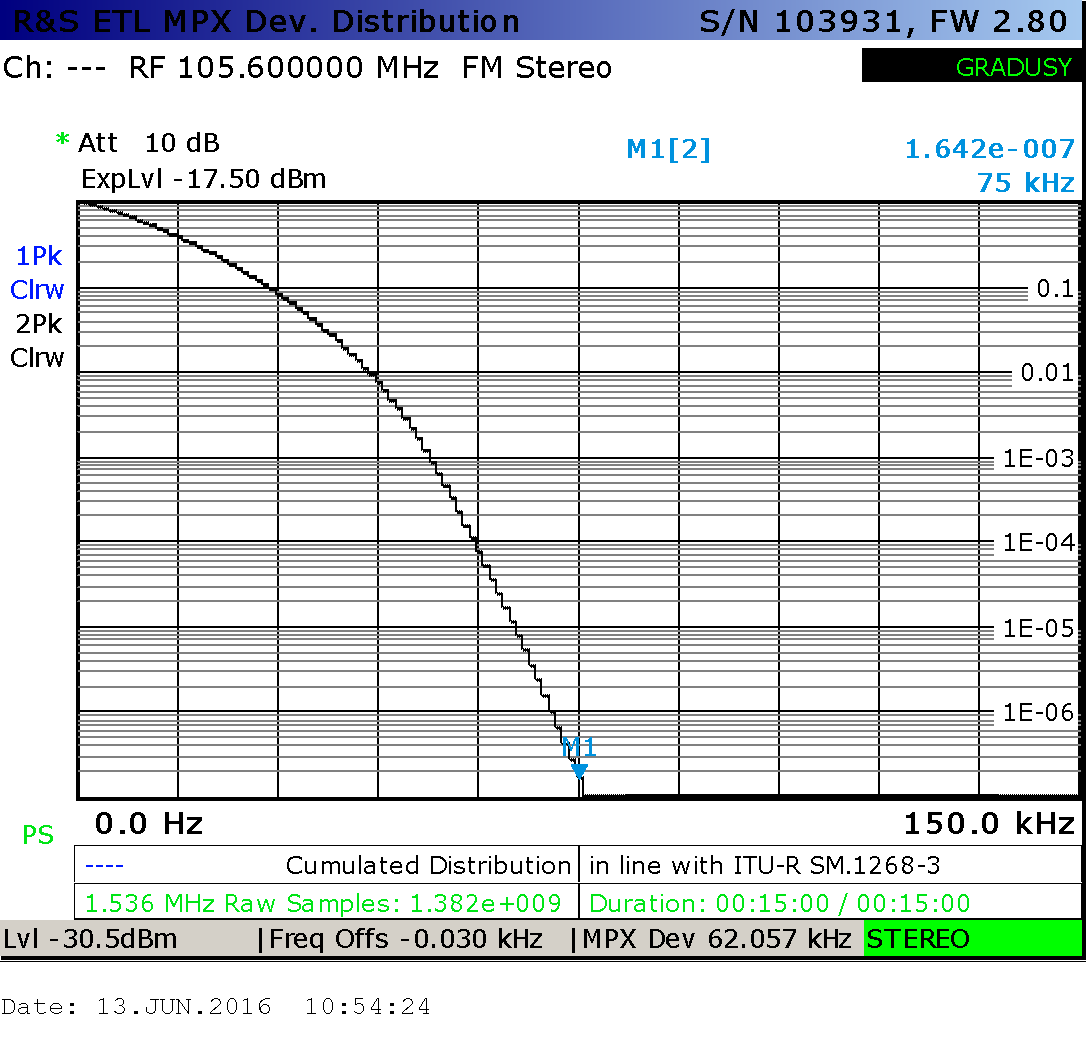 R&S ETL MPX Dev. Distribution S/N 103931, FW 2.80
Ch: --- RF 105.600000 MHz FM Stereo GRADUSY
* Att 10 dB M1[2] 1.642e-007
ExpLvl -17.50 dBm 75 kHz
1Pk
Clrw
2Pk
Clrw
0.1
0.01
1E-03
1E-04
1E-05
1E-06
M1
PS 0.0 Hz 150.0 kHz
---- Cumulated Distribution in line with ITU-R SM.1268-3
1.536 MHz Raw Samples: 1.382e+009 Duration: 00:15:00 / 00:15:00
Lvl -30.5dBm |Freq Offs -0.030 kHz |MPX Dev 62.057 kHz STEREO
Date: 13.JUN.2016 10:54:24